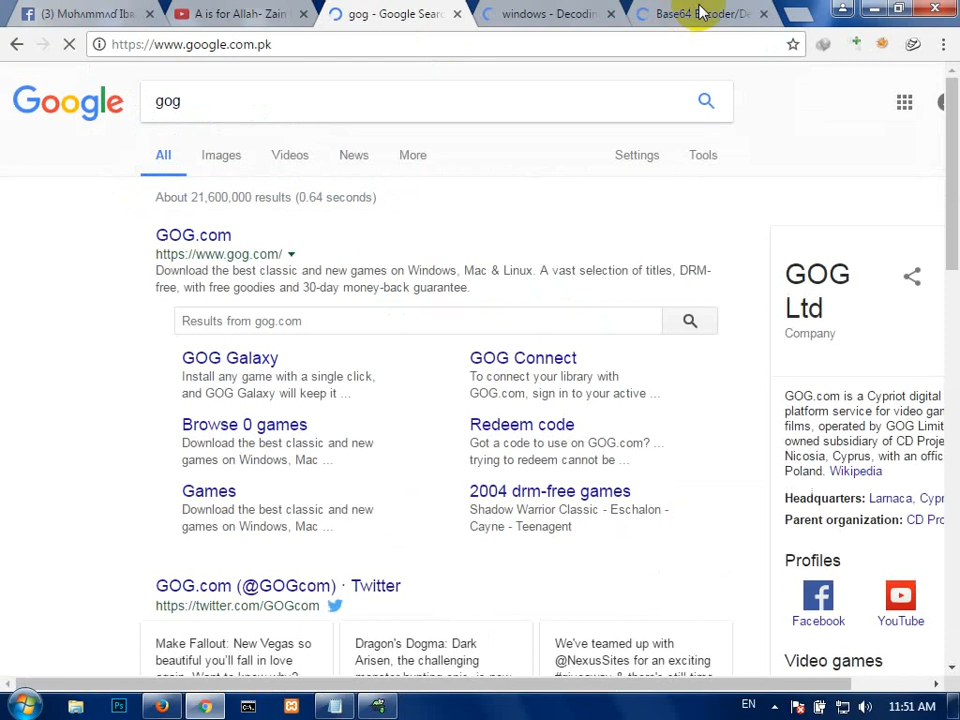 (3) Muhammad Ibr
A is for Allah- Zain
gog - Google Sear
windows - Decodin
Base64 Encoder/De
https://www.google.com.pk
Google
gog
All
Images
Videos
News
More
Settings
Tools
About 21,600,000 results (0.64 seconds)
GOG.com
https://www.gog.com/
Download the best classic and new games on Windows, Mac & Linux. A vast selection of titles, DRM-
free, with free goodies and 30-day money-back guarantee.
Results from gog.com
GOG Galaxy
Install any game with a single click,
and GOG Galaxy will keep it ...
GOG Connect
To connect your library with
GOG.com, sign in to your active ...
Browse 0 games
Download the best classic and new
games on Windows, Mac ...
Redeem code
Got a code to use on GOG.com? ...
trying to redeem cannot be ...
Games
Download the best classic and new
games on Windows, Mac ...
2004 drm-free games
Shadow Warrior Classic - Eschalon -
Cayne - Teenagent
GOG.com (@GOGcom) · Twitter
https://twitter.com/GOGcom
Make Fallout: New Vegas so
beautiful you'll fall in love
Dragon's Dogma: Dark
Arisen, the challenging
We've teamed up with
@NexusSites for an exciting
GOG
Ltd
Company
GOG.com is a Cypriot digital
platform service for video gam
films, operated by GOG Limit
owned subsidiary of CD Proje
Nicosia, Cyprus, with an offic
Poland. Wikipedia
Headquarters: Larnaca, Cypr
Parent organization: CD Pro
Profiles
Facebook
YouTube
Video games
Ps
EN
11:51 AM